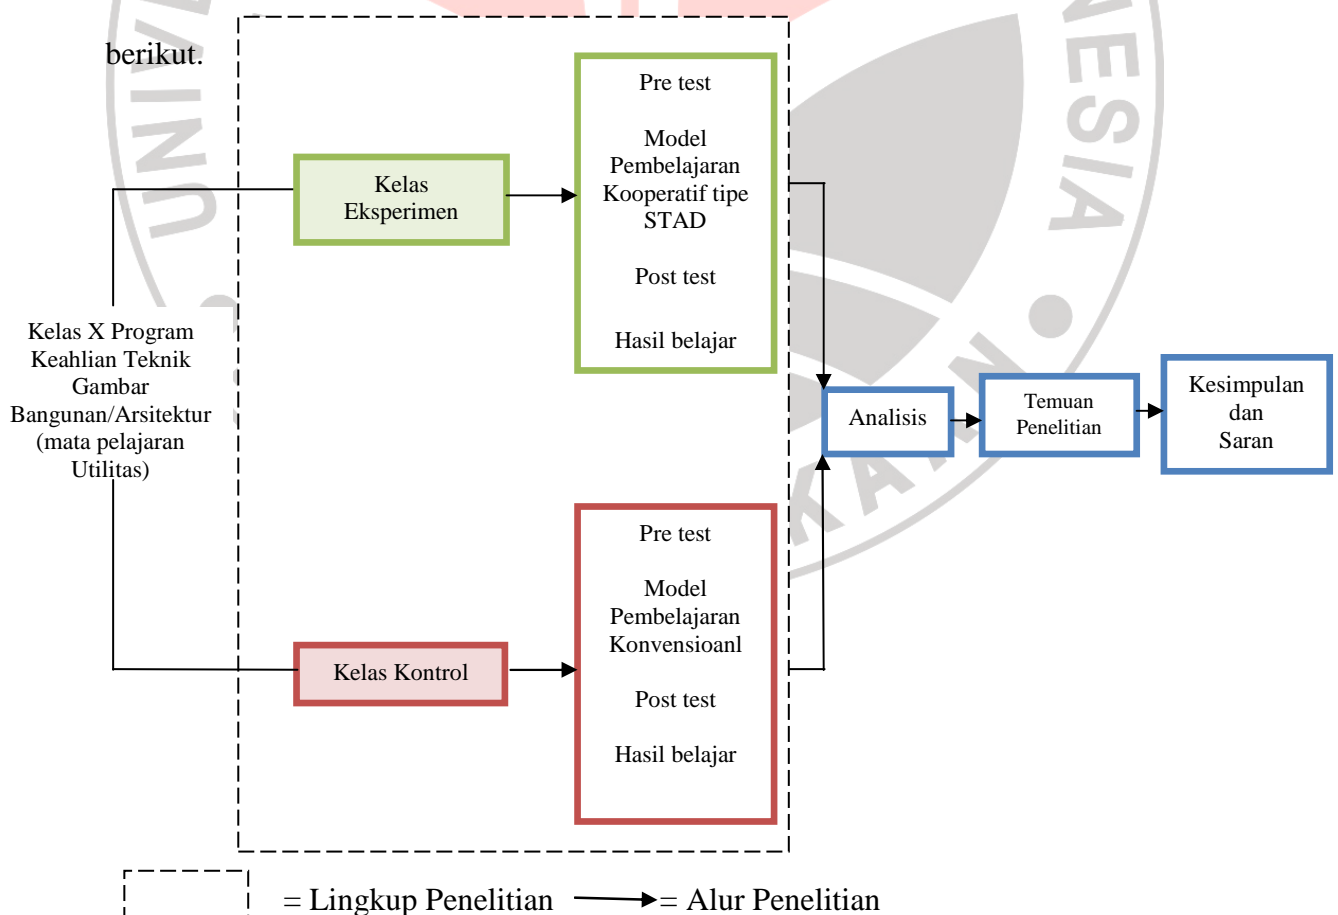 berikut.
Kelas X Program
Keahlian Teknik
Gambar
Bangunan/Arsitektur
(mata pelajaran
Utilitas)
Kelas
Eksperimen
Pre test
Model
Pembelajaran
Kooperatif tipe
STAD
Post test
Hasil belajar
Kelas Kontrol
Pre test
Model
Pembelajaran
Konvensioanl
Post test
Hasil belajar
Analisis
Temuan
Penelitian
Kesimpulan
dan
Saran
= Lingkup Penelitian
= Alur Penelitian
NESIA
KAN